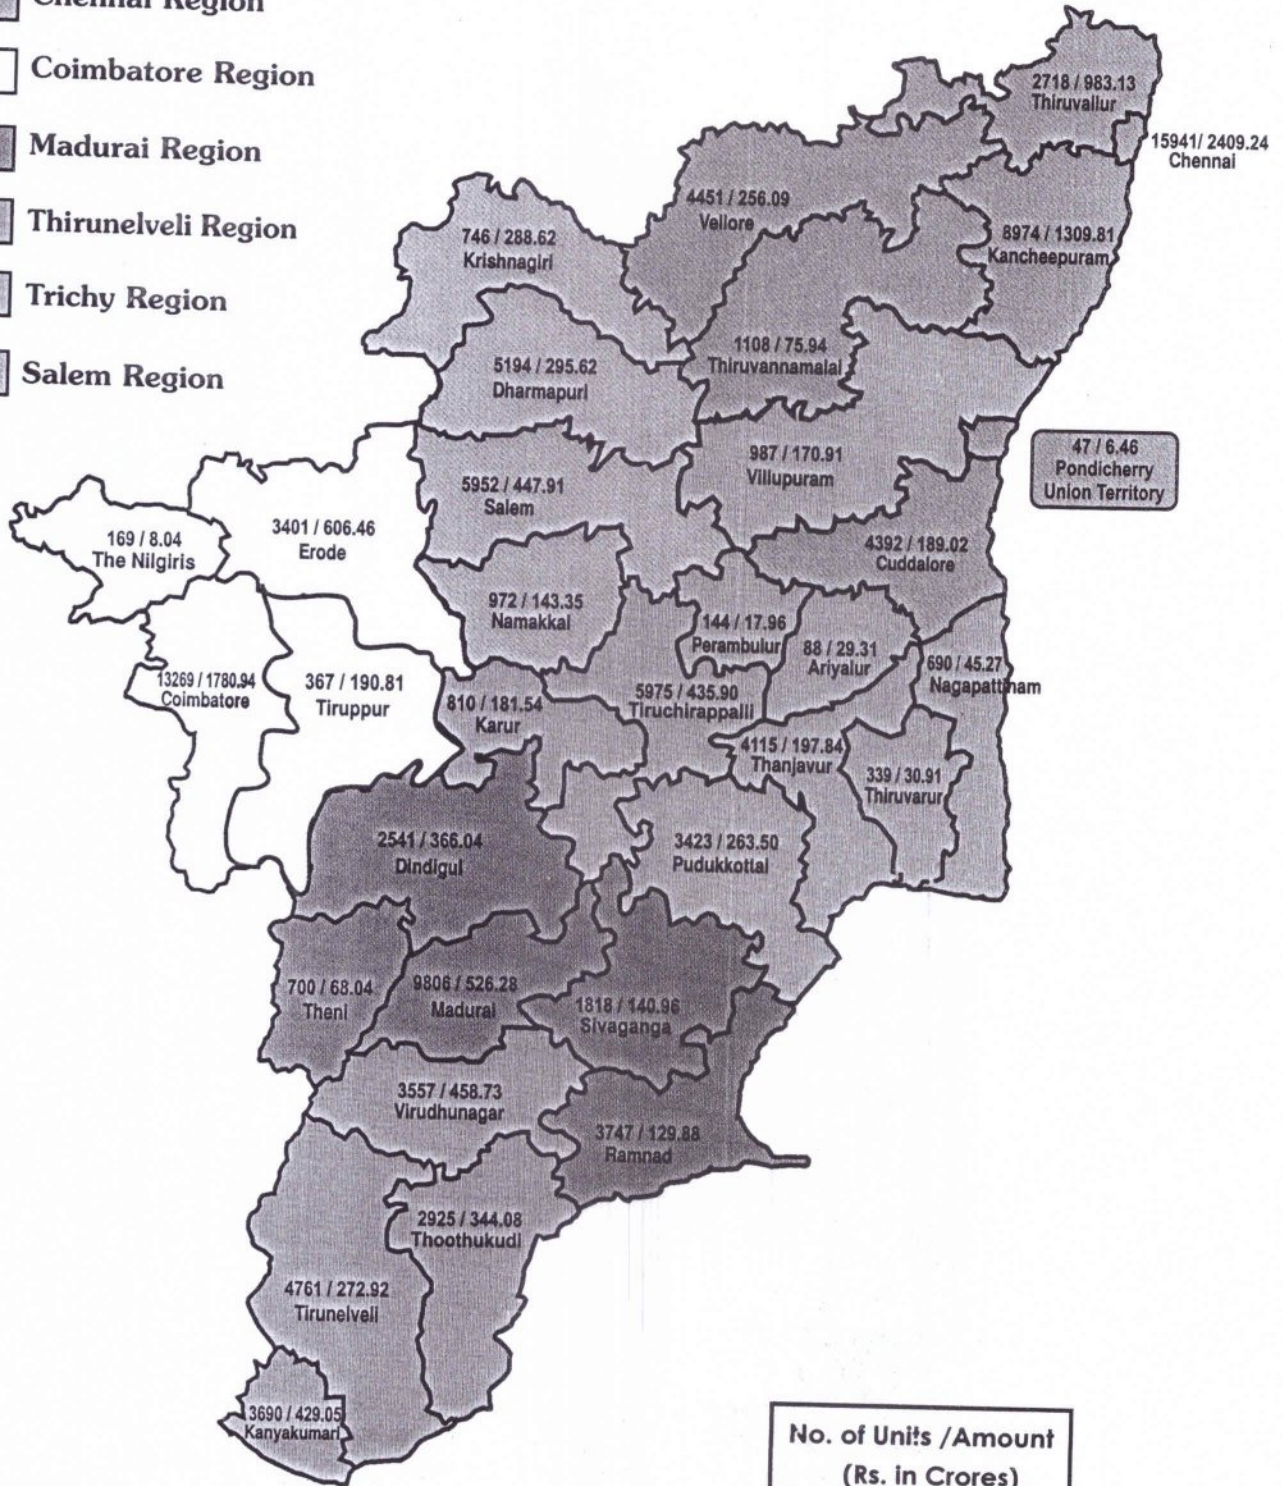 Chennai Region
Coimbatore Region
Madurai Region
Thirunelveli Region
Trichy Region
Salem Region
2718 / 983.13
Thiruvallur
15941/ 2409.24
Chennai
4451 / 256.09
Vellore
8974 / 1309.81
Kancheepuram
746 / 288.62
Krishnagiri
1108 / 75.94
Thiruvannamalai
5194 / 295.62
Dharmapuri
47 / 6.46
Pondicherry
Union Territory
987 / 170.91
Villupuram
5952 / 447.91
Salem
3401 / 606.46
Erode
169 / 8.04
The Nilgiris
4392 / 189.02
Cuddalore
972 / 143.35
Namakkal
144 / 17.96
Perambulur
88 / 29.31
Ariyalur
690 / 45.27
Nagapattinam
13269 / 1780.94
Coimbatore
367 / 190.81
Tiruppur
810 / 181.54
Karur
5975 / 435.90
Tiruchirappalli
4115 / 197.84
Thanjavur
339 / 30.91
Thiruvarur
2541 / 366.04
Dindigul
3423 / 263.50
Pudukkottai
700 / 68.04
Theni
9806 / 526.28
Madurai
1818 / 140.96
Sivaganga
3557 / 458.73
Virudhunagar
3747 / 129.88
Ramnad
2925 / 344.08
Thoothukudi
4761 / 272.92
Tirunelveli
3690 / 429.05
Kanyakumari
No. of Units /Amount
(Rs. in Crores)